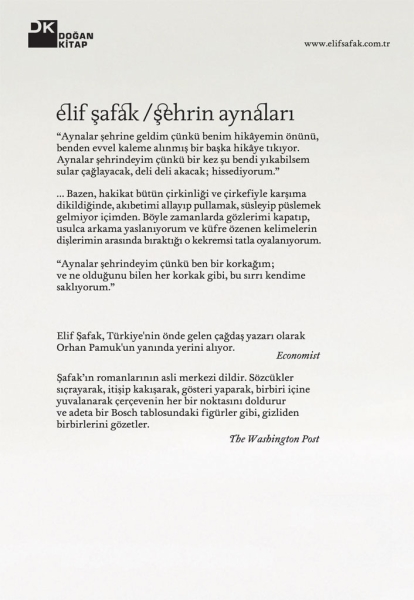 DK DOĞAN
KİTAP
www.elifsafak.com.tr
elif şafak / şehrin aynaları
“Aynalar şehrine geldim çünkü benim hikâyemin önünü,
benden evvel kaleme alınmış bir başka hikâye tıkıyor.
Aynalar şehrindeyim çünkü bir kez şu bendi yıkabilsem
sular çağlayacak, deli deli akacak; hissediyorum.”
... Bazen, hakikat bütün çirkinliği ve çirkefiyle karşıma
dikildiğinde, akıbetimi allayıp pullamak, süsleyip püslemek
gelmiyor içimden. Böyle zamanlarda gözlerimi kapatıp,
usulca arkama yaslanıyorum ve küfre özenen kelimelerin
dişlerimin arasında bıraktığı o kekremsi tatla oyalanıyorum.
“Aynalar şehrindeyim çünkü ben bir korkağım;
ve ne olduğunu bilen her korkak gibi, bu sırrı kendime
saklıyorum.”
Elif Şafak, Türkiye'nin önde gelen çağdaş yazarı olarak
Orhan Pamuk'un yanında yerini alıyor.
Economist
Şafak’ın romanlarının asli merkezi dildir. Sözcükler
sıçrayarak, itişip kakışarak, gösteri yaparak, birbiri içine
yuvalanarak çerçevenin her bir noktasını doldurur
ve adeta bir Bosch tablosundaki figürler gibi, gizliden
birbirlerini gözetler.
The Washington Post